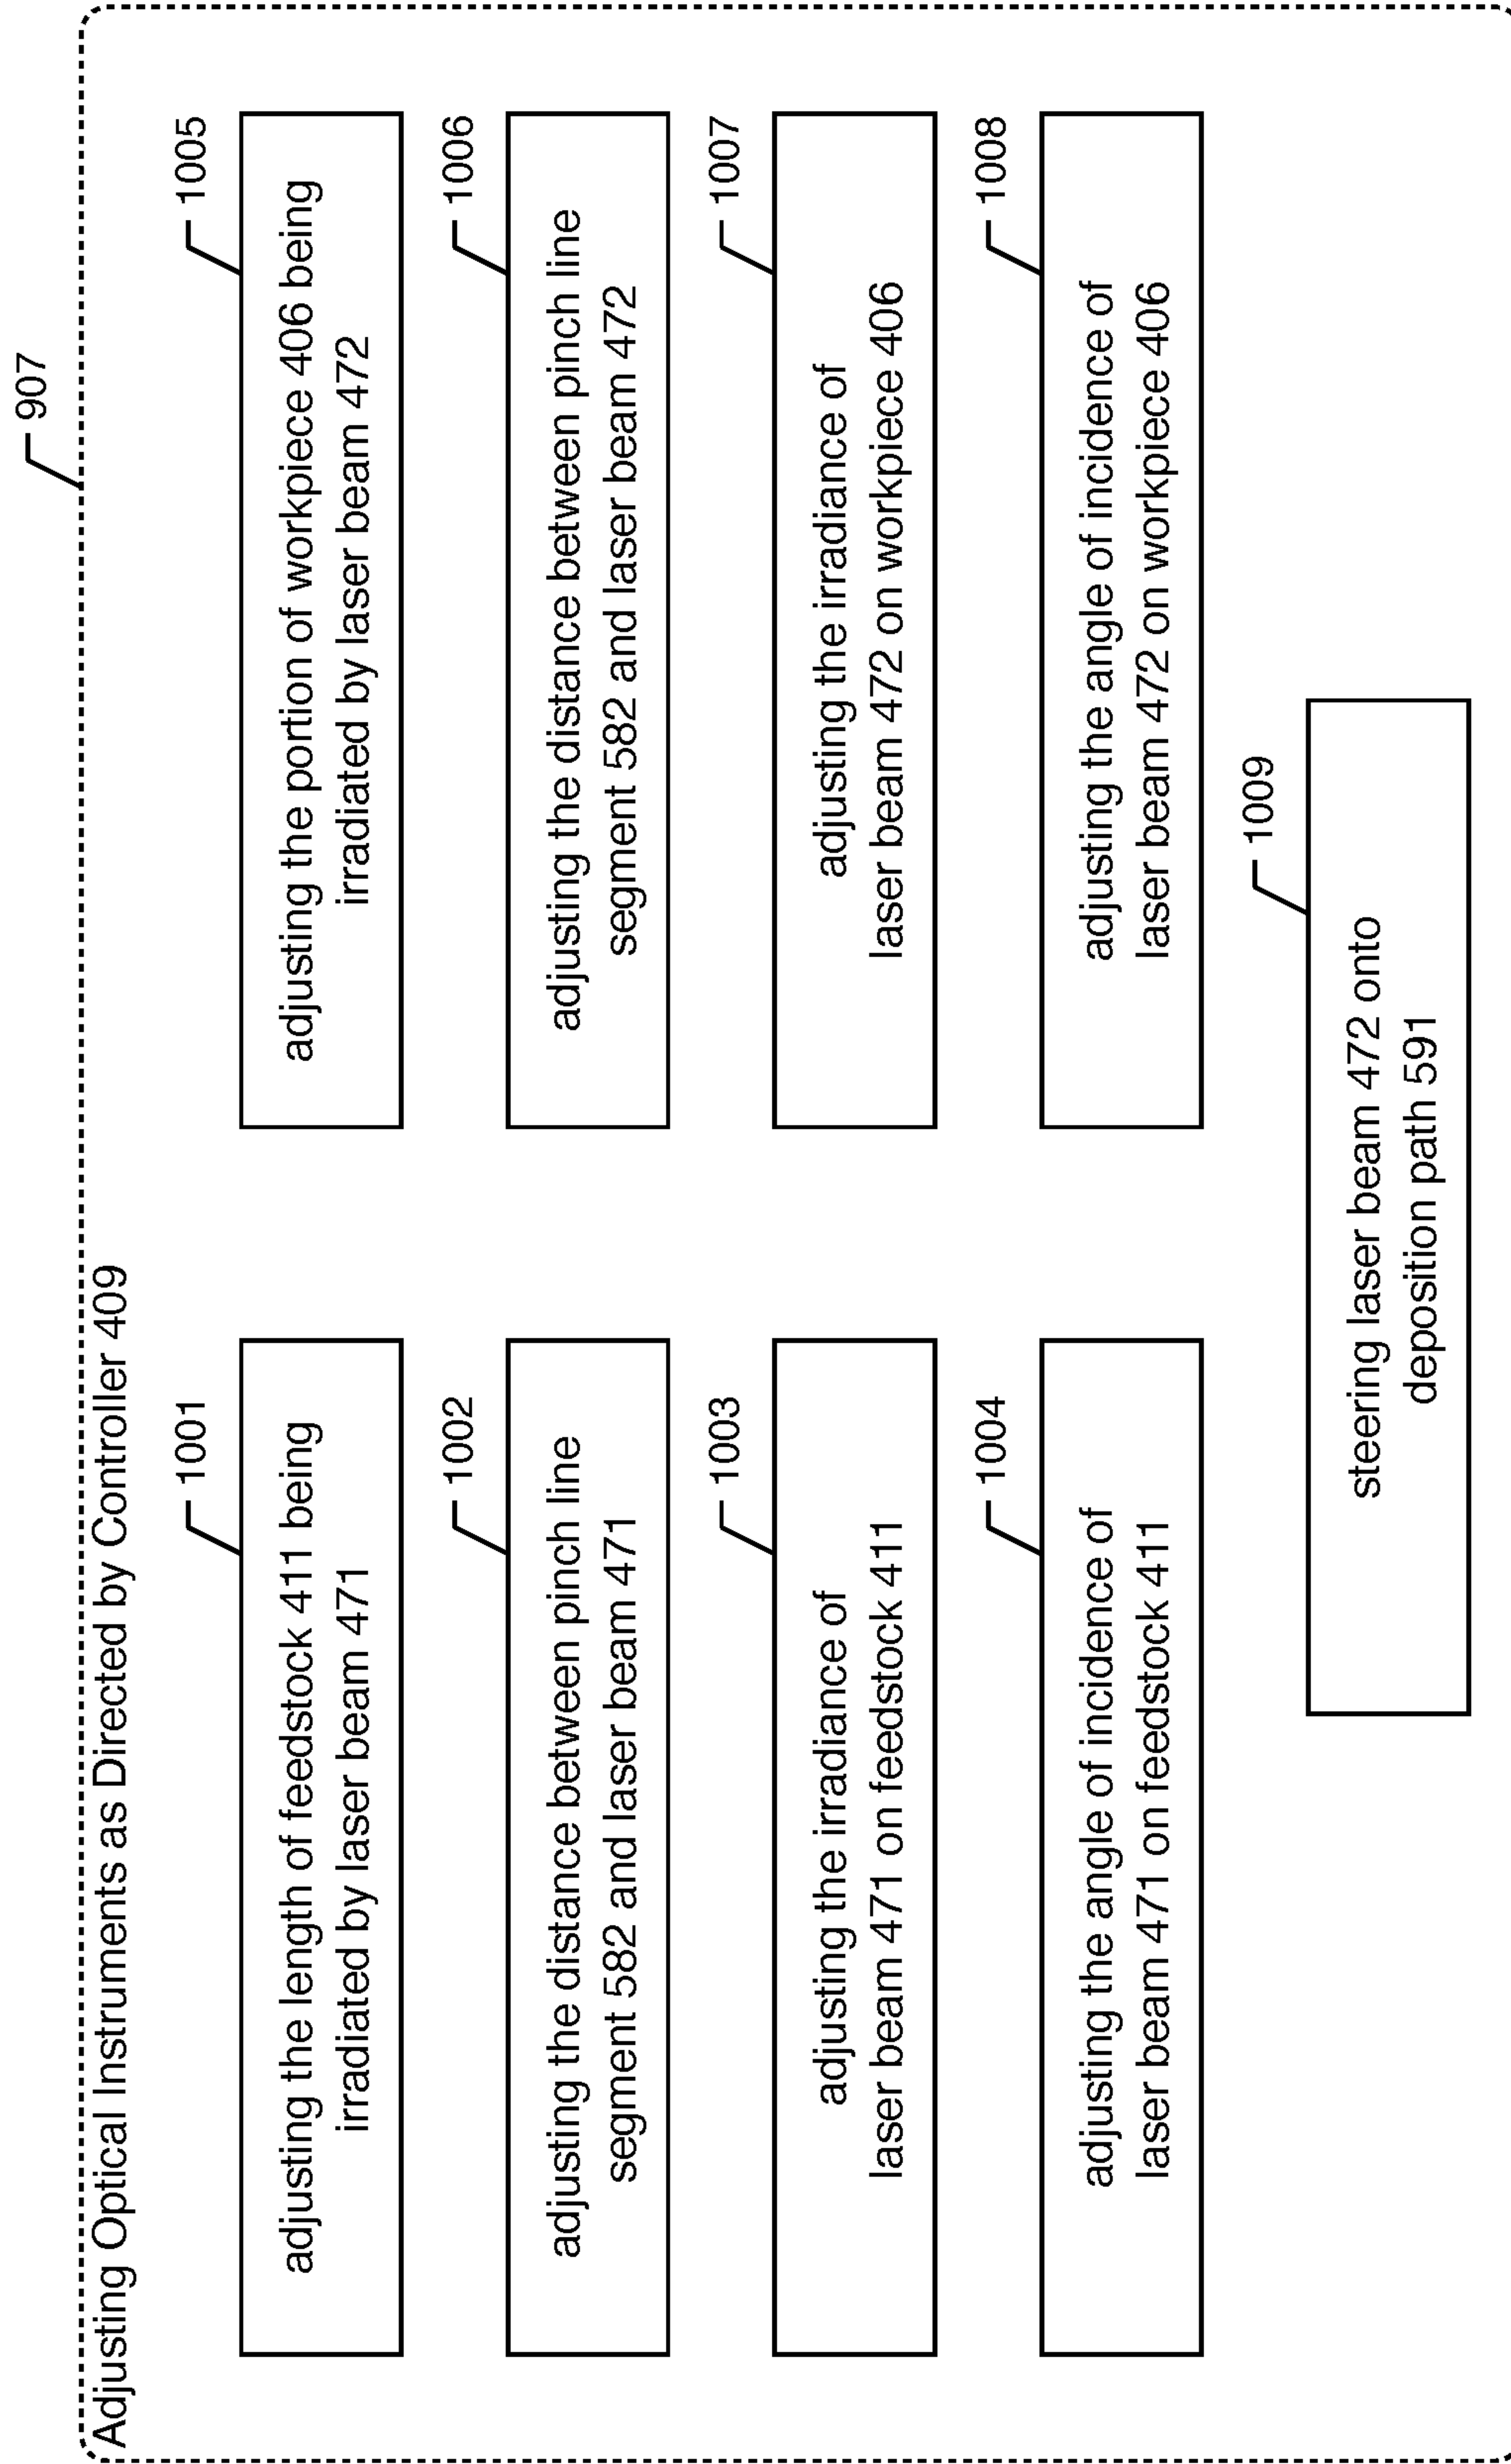 907
Adjusting Optical Instruments as Directed by Controller 409
1001
adjusting the length of feedstock 411 being
irradiated by laser beam 471
1005
adjusting the portion of workpiece 406 being
irradiated by laser beam 472
1002
adjusting the distance between pinch line
segment 582 and laser beam 471
1006
adjusting the distance between pinch line
segment 582 and laser beam 472
1003
adjusting the irradiance of
laser beam 471 on feedstock 411
1007
adjusting the irradiance of
laser beam 472 on workpiece 406
1004
adjusting the angle of incidence of
laser beam 471 on feedstock 411
1008
adjusting the angle of incidence of
laser beam 472 on workpiece 406
1009
steering laser beam 472 onto
deposition path 591